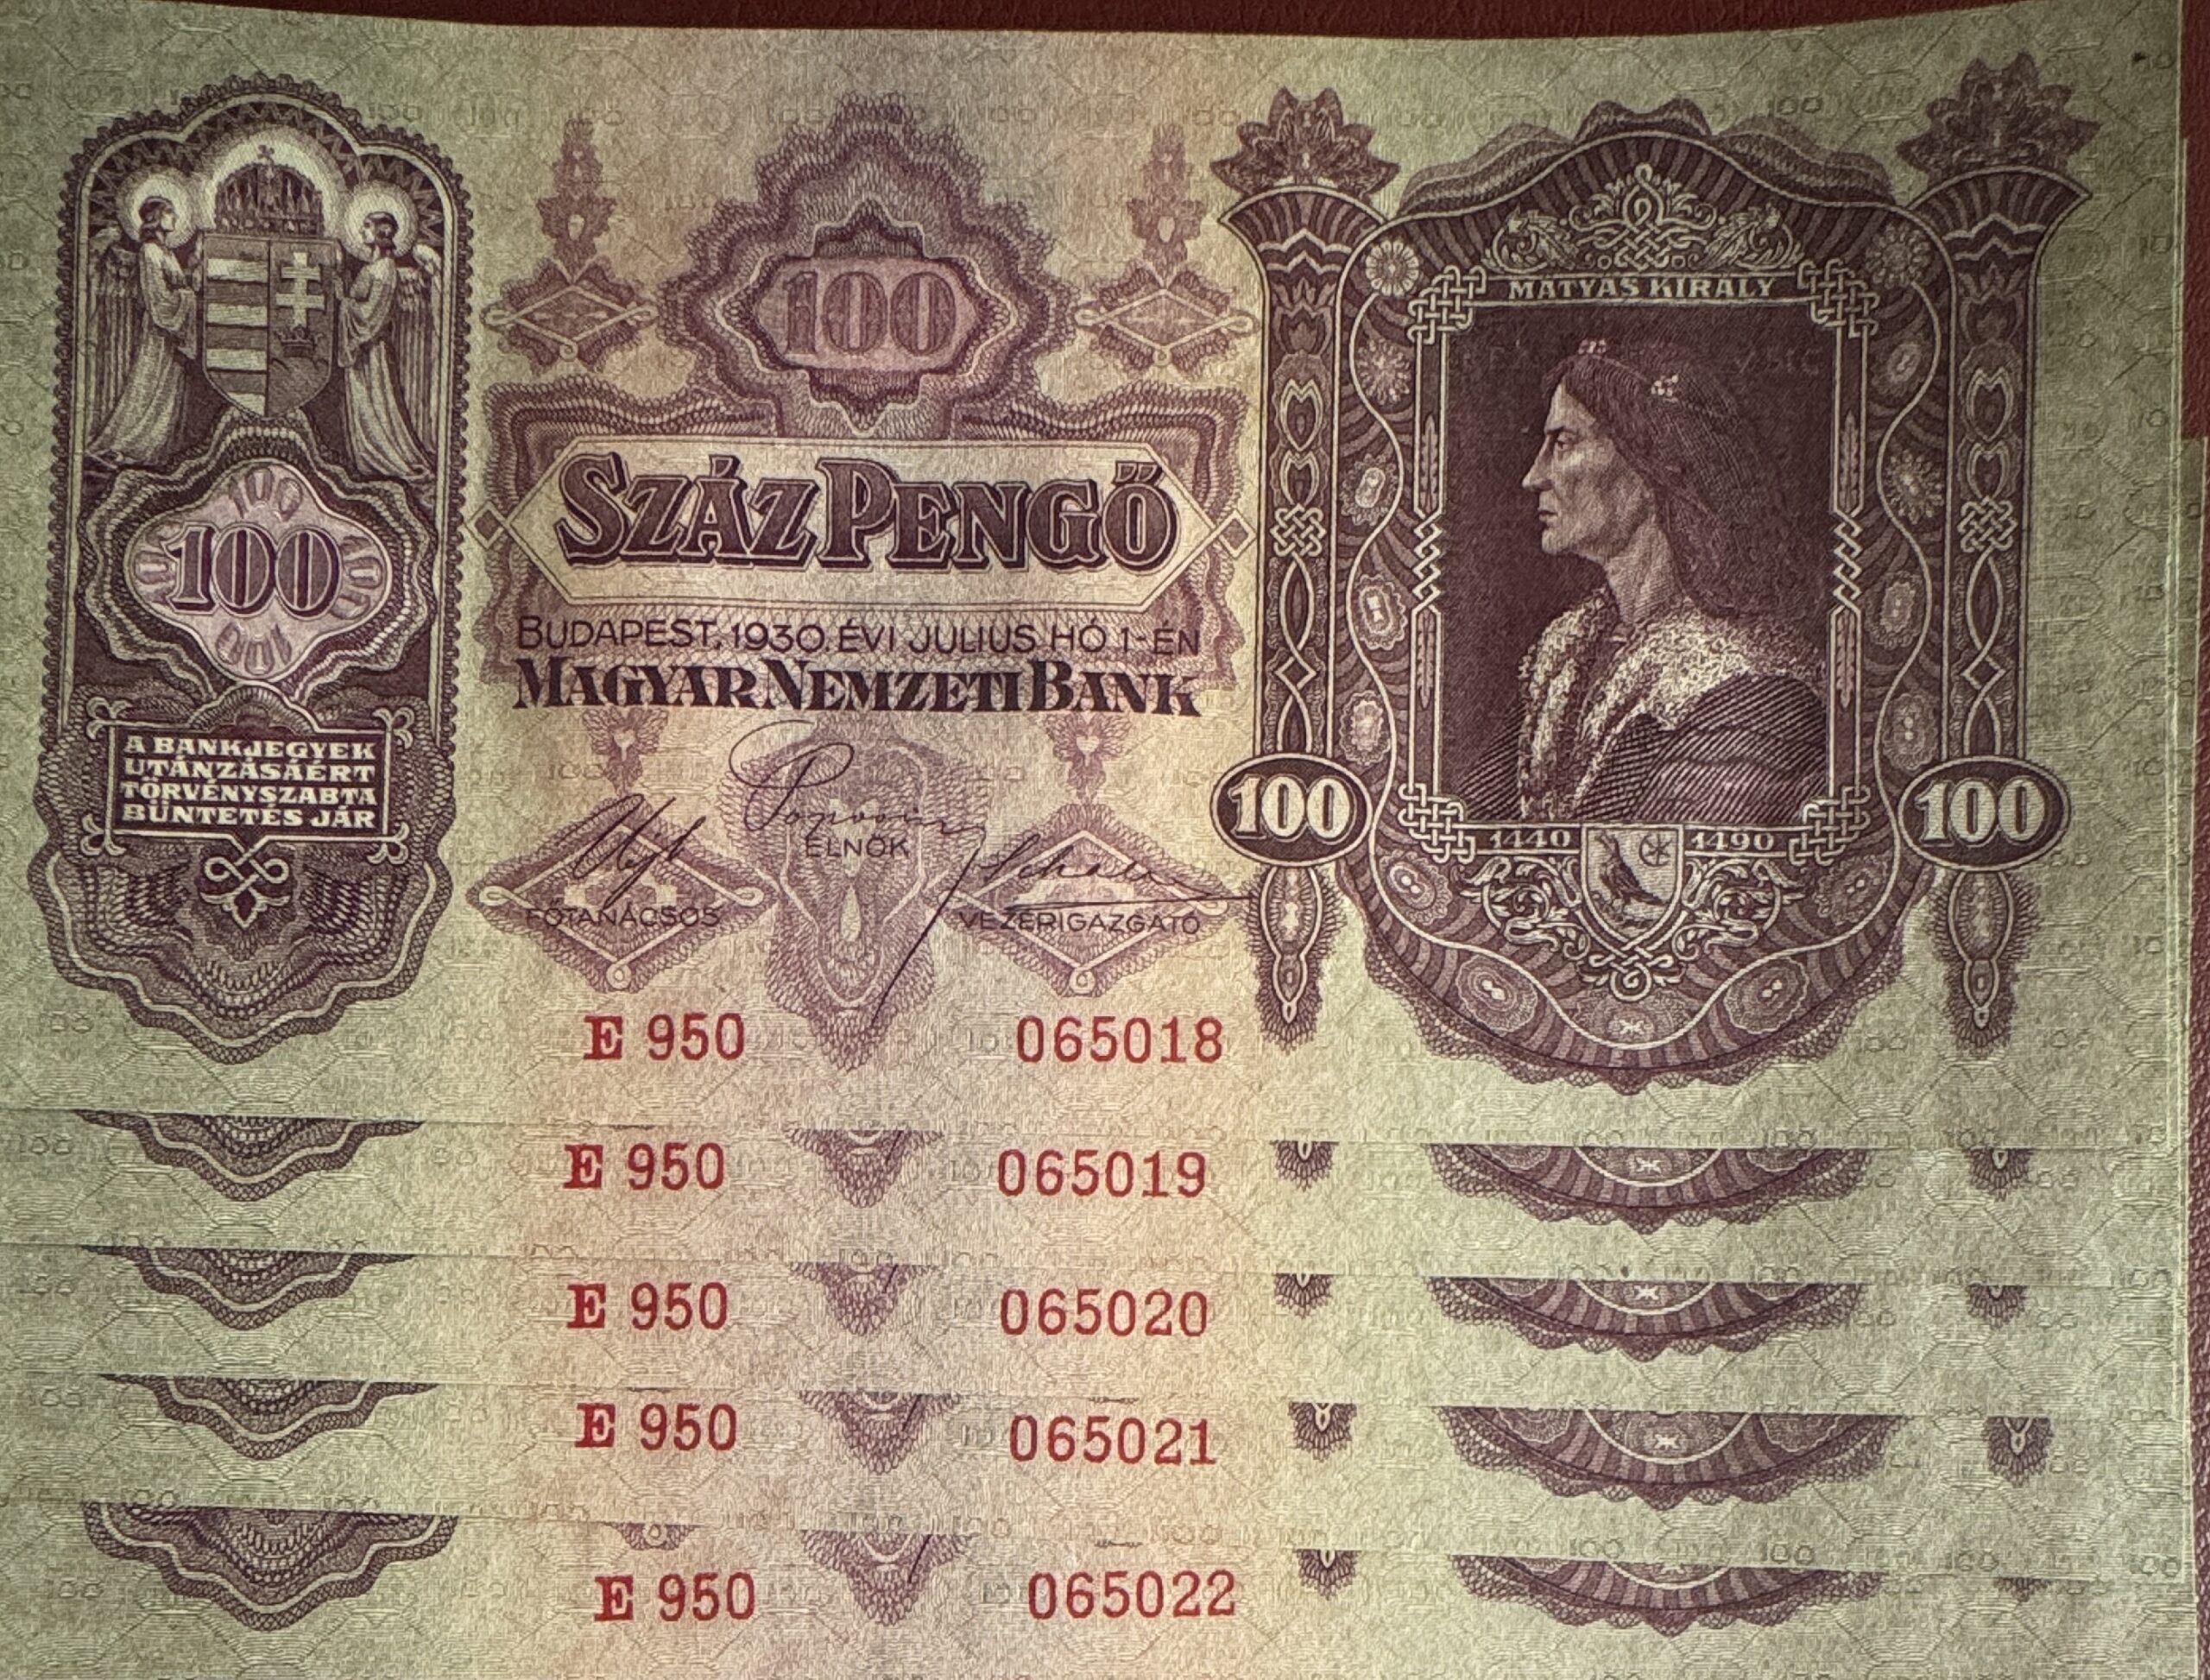 100
MÁTYÁS KIRÁLY
100
SZÁZ PENGŐ
BUDAPEST, 1930. ÉVI JULIUS HÓ 1-ÉN
MAGYAR NEMZETI BANK
A BANKJEGYEK
UTÁNZÁSÁÉRT
TÖRVÉNYSZABTA
BÜNTETÉS JÁR
ELNÖK
FŐTANÁCSOS
VEZÉRIGAZGATÓ
100
1440 1490
100
E 950 065018
E 950 065019
E 950 065020
E 950 065021
E 950 065022